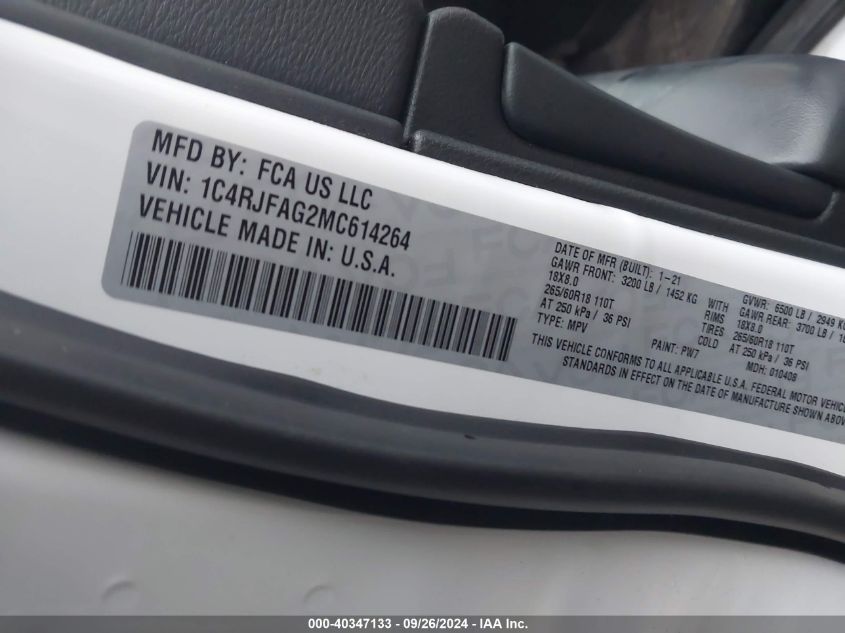 MFD BY: FCA US LLC
VIN: 1C4RJFAG2MC614264
VEHICLE MADE IN: U.S.A.
DATE OF MFR (BUILT): 1-21 GVWR: 6500 LB / 2949 KG
GAWR FRONT: 3200 LB / 1452 KG WITH GAWR REAR: 3700 LB /
18X8.0 RIMS 18X8.0
265/60R18 110T TIRES 265/60R18 110T
AT 250 kPa / 36 PSI COLD AT 250 kPa / 36 PSI
TYPE: MPV PAINT: PW7 MDH: 010408
THIS VEHICLE CONFORMS TO ALL APPLICABLE U.S.A. FEDERAL MOTOR
STANDARDS IN EFFECT ON THE DATE OF MANUFACTURE SHOWN
000-40347133 - 09/26/2024 - IAA Inc.